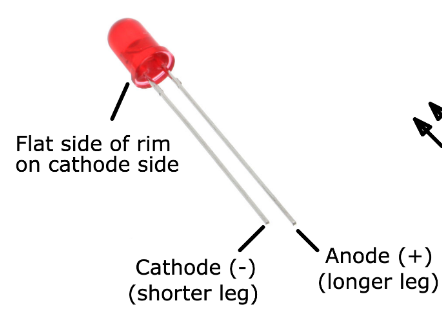 Flat side of rim
on cathode side
Cathode (-)
(shorter leg)
Anode (+)
(longer leg)